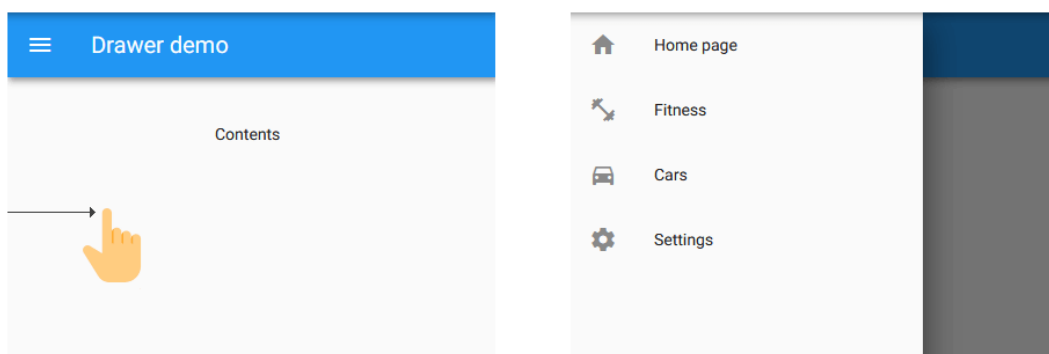 Drawer demo
Contents
Home page
Fitness
Cars
Settings